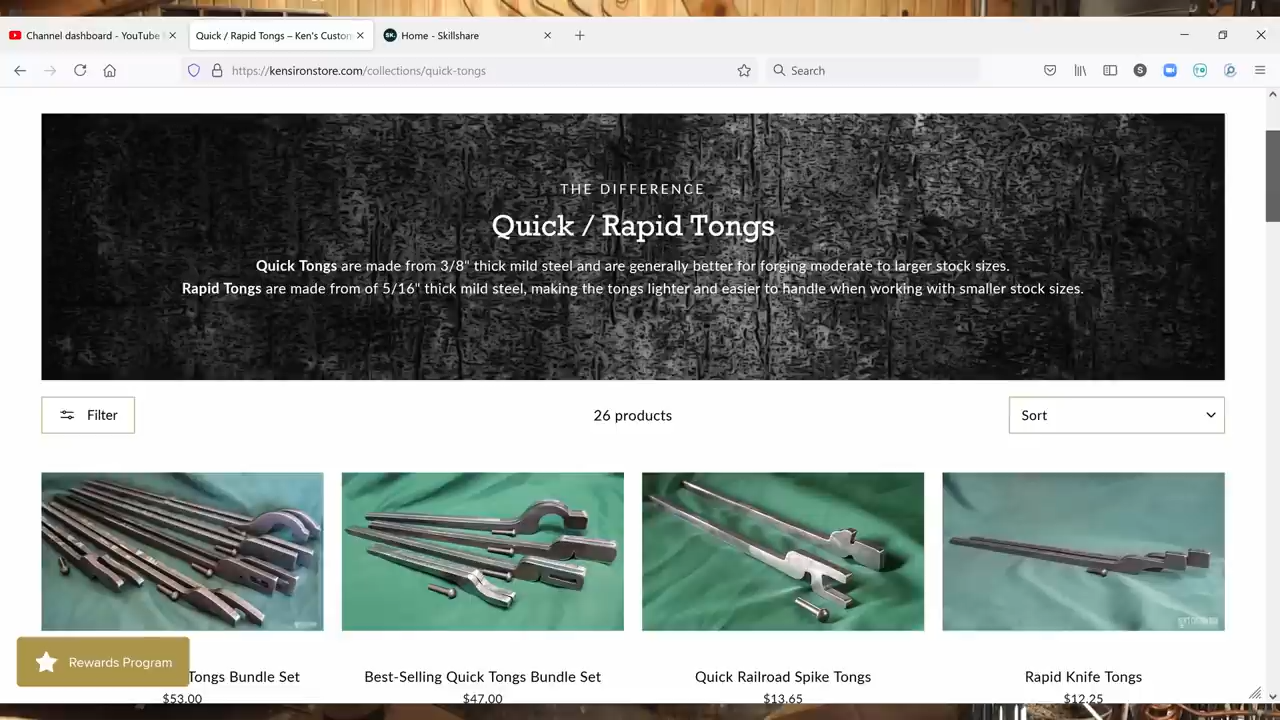 Channel dashboard - YouTube
Quick / Rapid Tongs – Ken's Custom
Home - Skillshare
https://kensironstore.com/collections/quick-tongs
Search
THE DIFFERENCE
Quick / Rapid Tongs
Quick Tongs are made from 3/8" thick mild steel and are generally better for forging moderate to larger stock sizes.
Rapid Tongs are made from of 5/16" thick mild steel, making the tongs lighter and easier to handle when working with smaller stock sizes.
Filter
26 products
Sort
Rewards Program
Tongs Bundle Set
$53.00
Best-Selling Quick Tongs Bundle Set
$47.00
Quick Railroad Spike Tongs
$13.65
Rapid Knife Tongs
$12.25